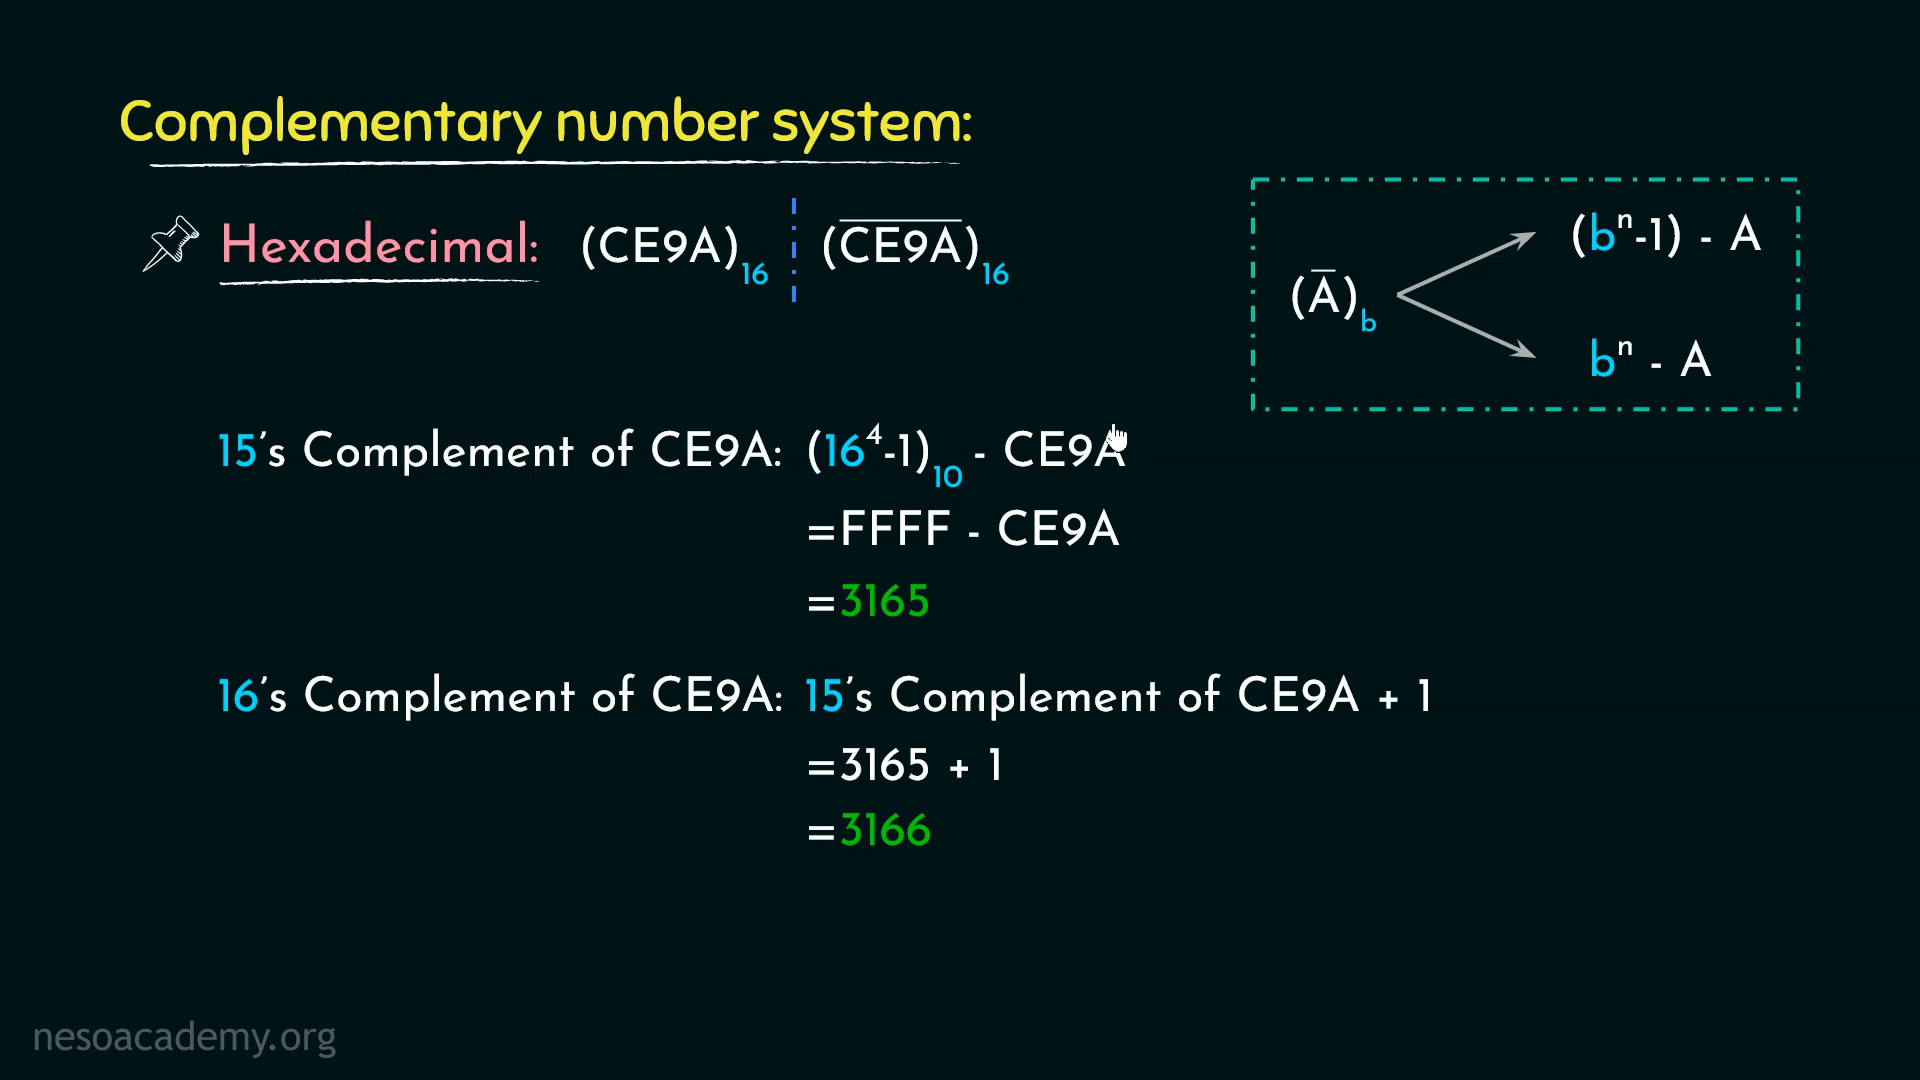 Complementary number system:
Hexadecimal: (CE9A)₁₆ (C̅E̅9̅A̅)₁₆
(bⁿ-1) - A
(A̅)b
bⁿ - A
15's Complement of CE9A: (16⁴-1)₁₀ - CE9A
=FFFF - CE9A
=3165
16's Complement of CE9A: 15's Complement of CE9A + 1
=3165 + 1
=3166
nesoacademy.org